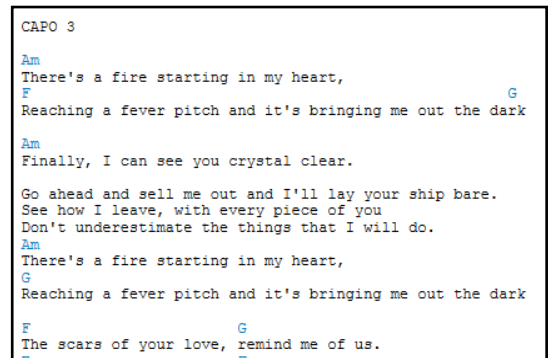 CAPO 3
Am
There's a fire starting in my heart,
F G
Reaching a fever pitch and it's bringing me out the dark
Am
Finally, I can see you crystal clear.
Go ahead and sell me out and I'll lay your ship bare.
See how I leave, with every piece of you
Don't underestimate the things that I will do.
Am
There's a fire starting in my heart,
G
Reaching a fever pitch and it's bringing me out the dark
F G
The scars of your love, remind me of us.